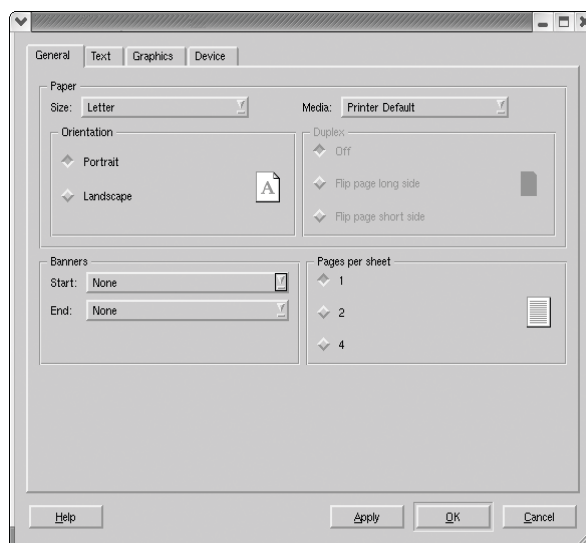 General Text Graphics Device
Paper
Size: Letter Media: Printer Default
Orientation
Portrait
Landscape
A
Duplex
Off
Flip page long side
Flip page short side
Banners
Start: None
End: None
Pages per sheet
1
2
4
Help Apply OK Cancel